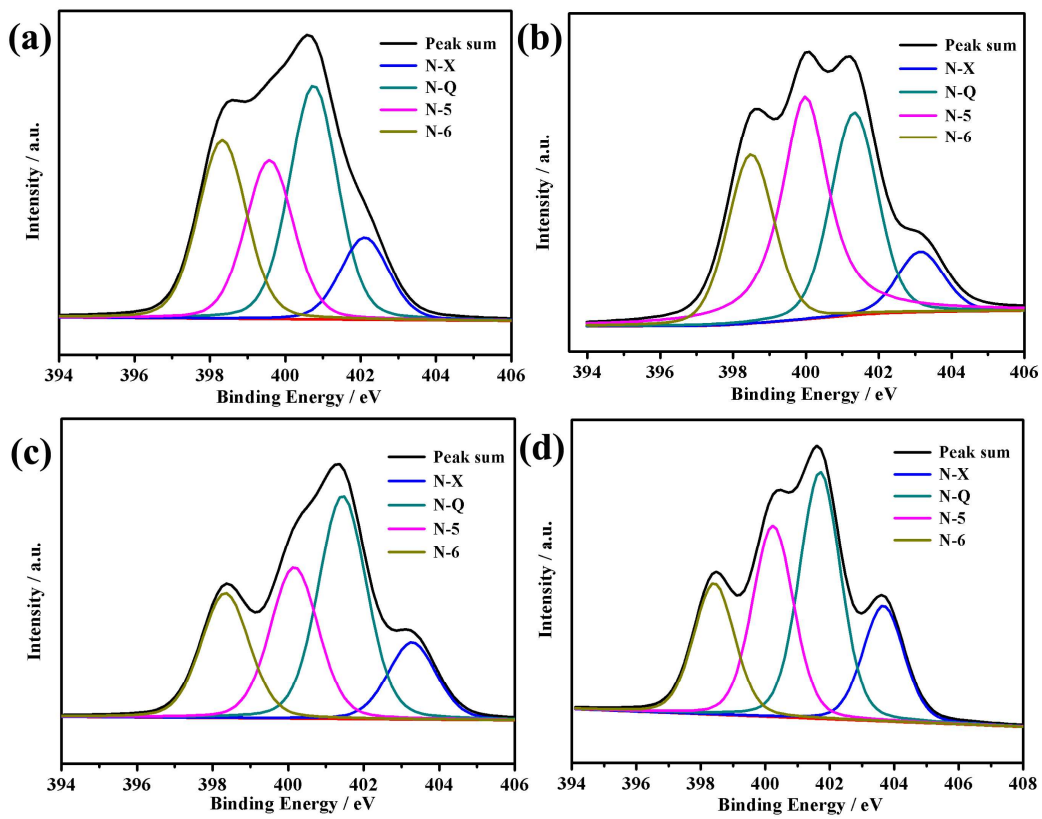 (a)
Peak sum
N-X
N-Q
N-5
N-6
Intensity / a.u.
394 396 398 400 402 404 406
Binding Energy / eV
(b)
Peak sum
N-X
N-Q
N-5
N-6
Intensity / a.u.
394 396 398 400 402 404 406
Binding Energy / eV
(c)
Peak sum
N-X
N-Q
N-5
N-6
Intensity / a.u.
394 396 398 400 402 404 406
Binding Energy / eV
(d)
Peak sum
N-X
N-Q
N-5
N-6
Intensity / a.u.
394 396 398 400 402 404 406 408
Binding Energy / eV